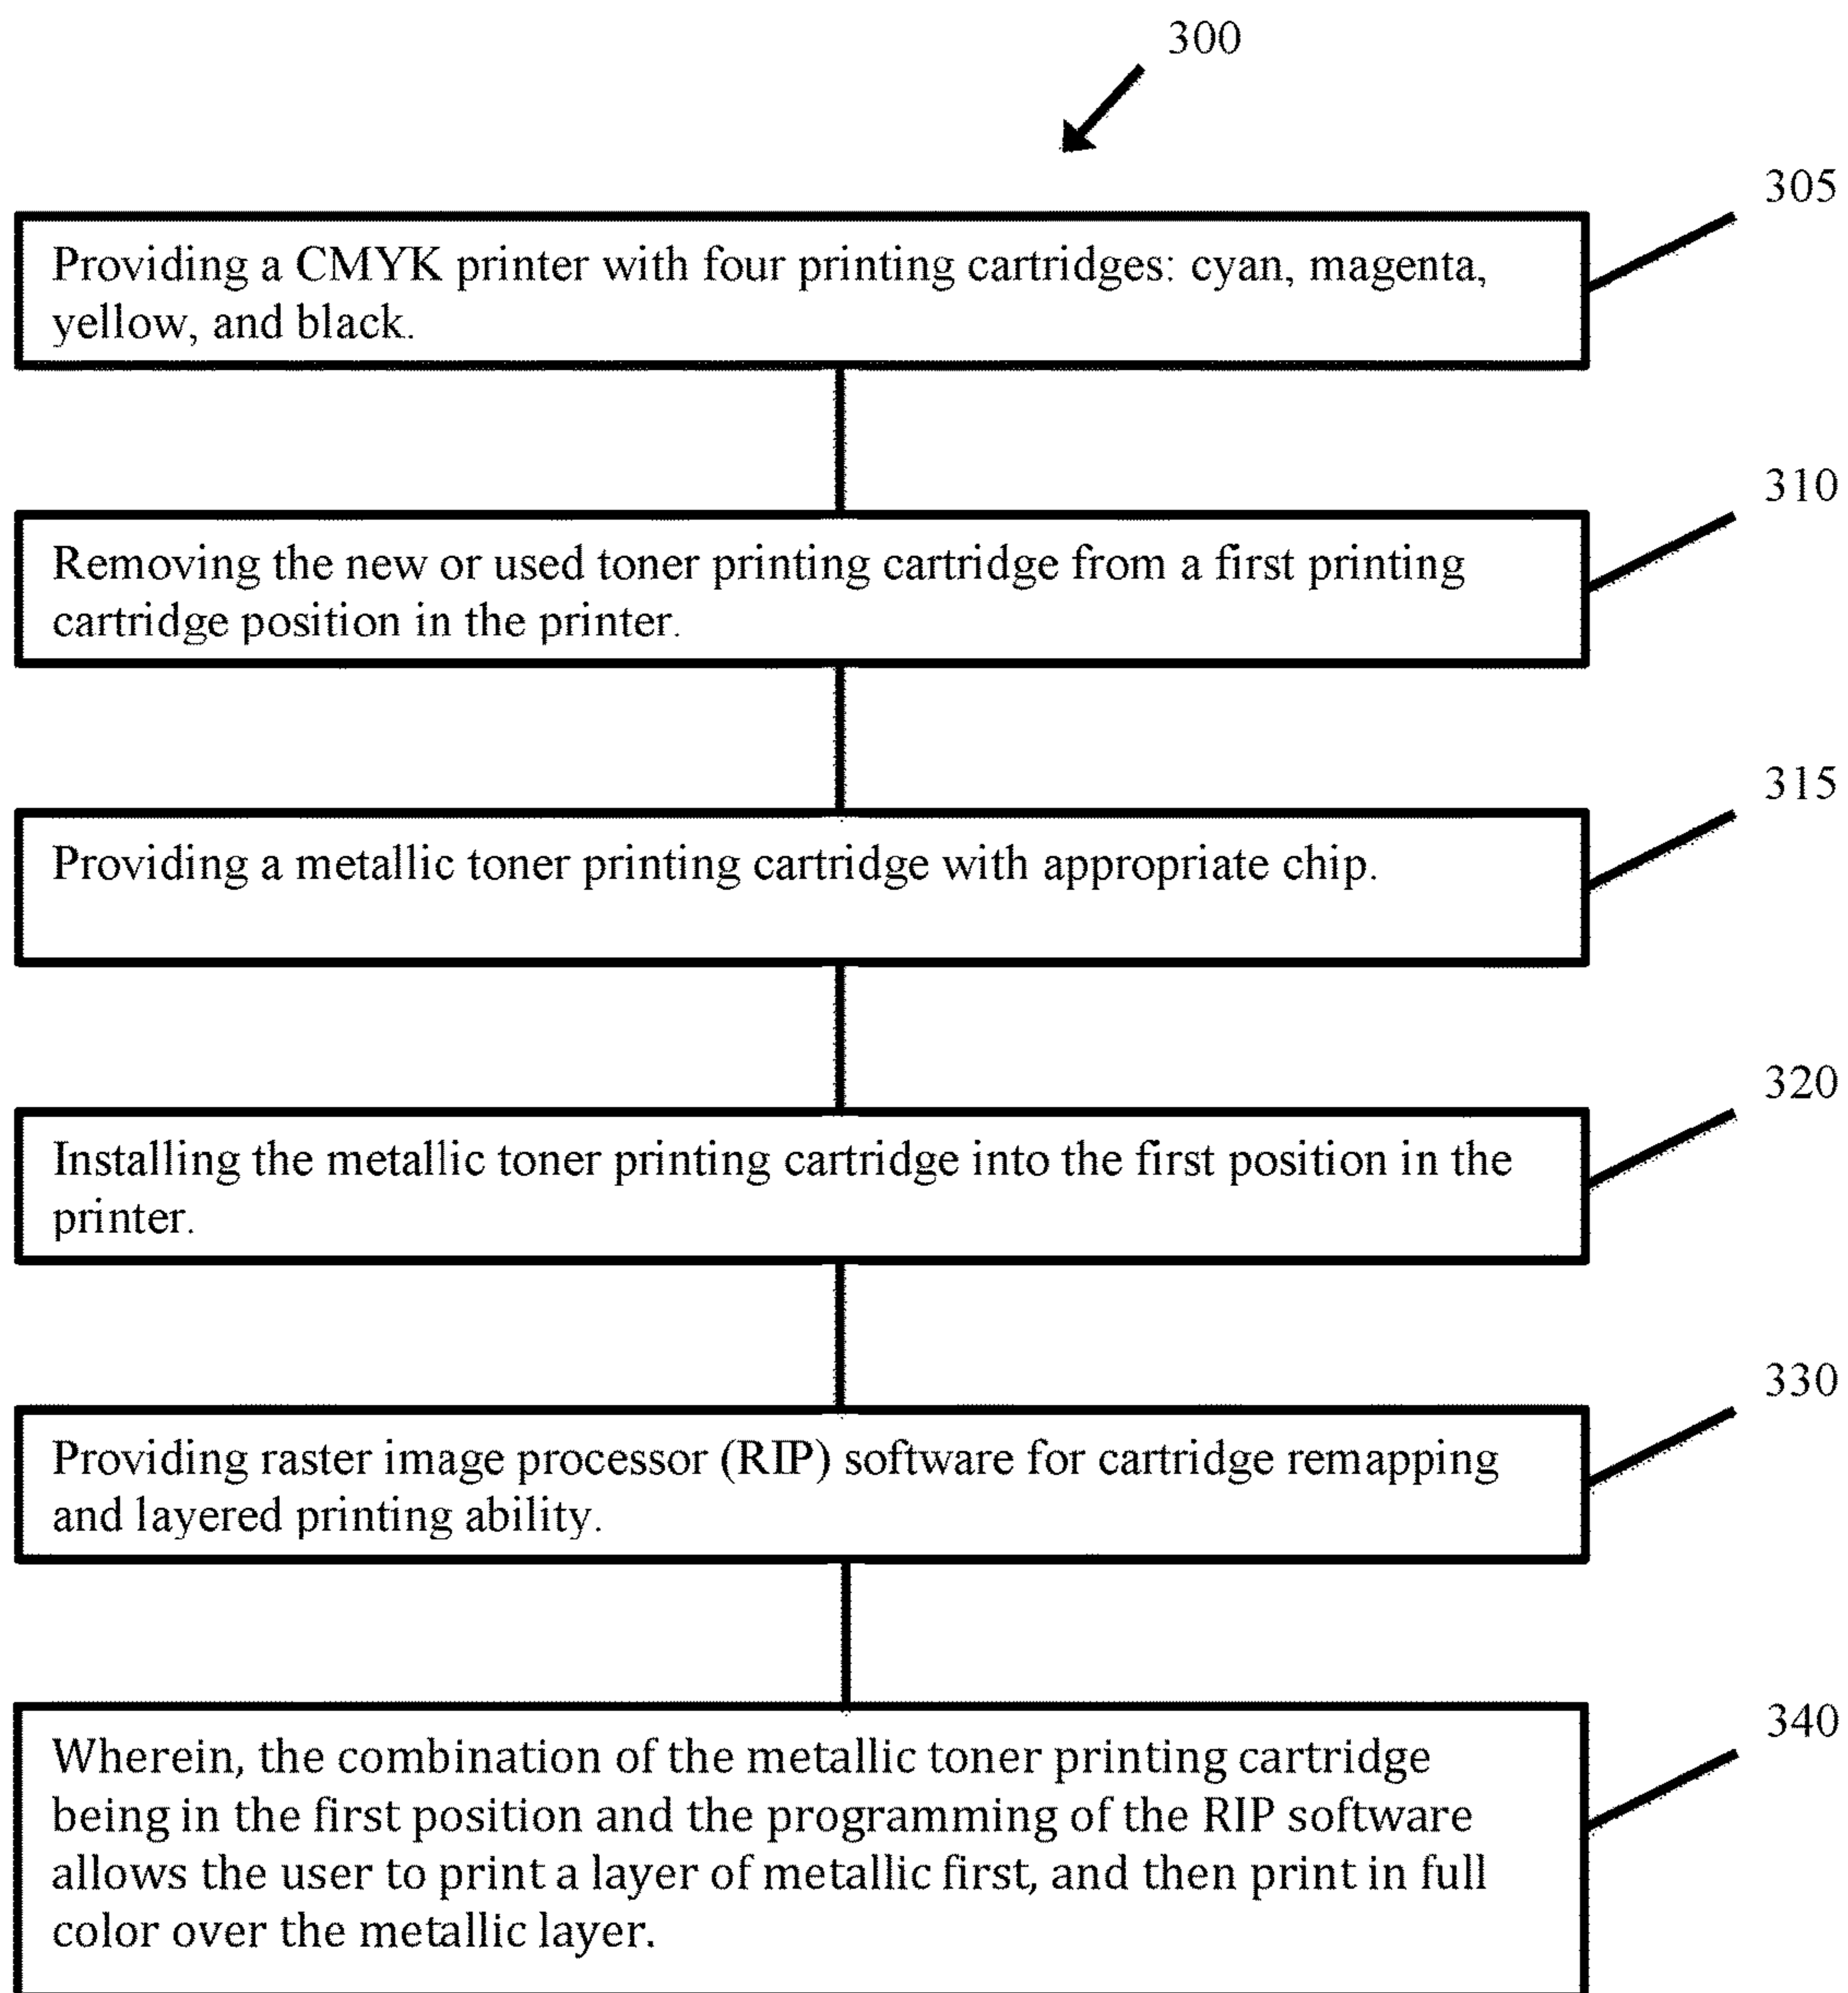 300
305
Providing a CMYK printer with four printing cartridges: cyan, magenta,
yellow, and black.
310
Removing the new or used toner printing cartridge from a first printing
cartridge position in the printer.
315
Providing a metallic toner printing cartridge with appropriate chip.
320
Installing the metallic toner printing cartridge into the first position in the
printer.
330
Providing raster image processor (RIP) software for cartridge remapping
and layered printing ability.
340
Wherein, the combination of the metallic toner printing cartridge
being in the first position and the programming of the RIP software
allows the user to print a layer of metallic first, and then print in full
color over the metallic layer.